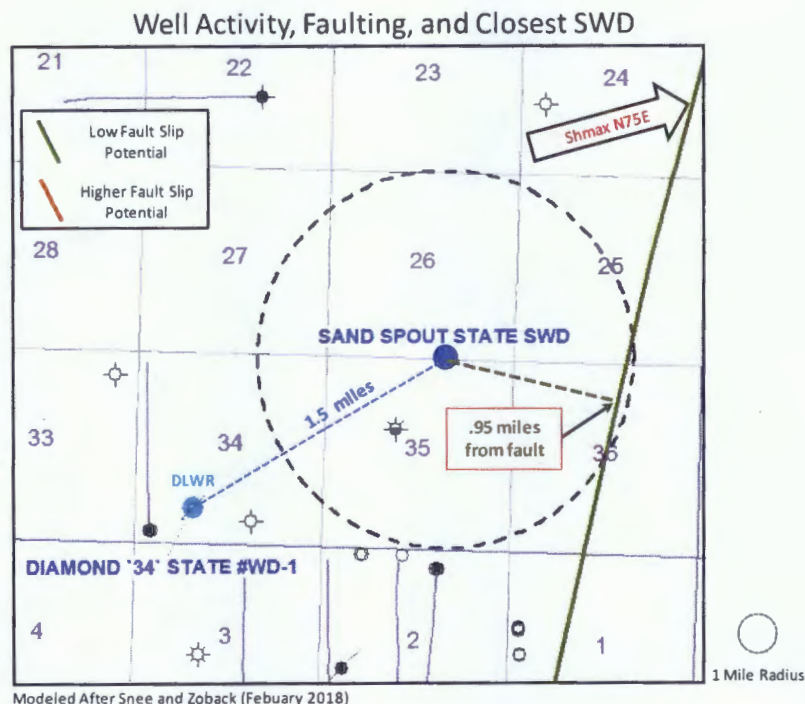 Well Activity, Faulting, and Closest SWD
21
22
23
24
Low Fault Slip
Potential
Higher Fault Slip
Potential
Shmax N75E
28
27
26
25
SAND SPOUT STATE SWD
1.5 miles
.95 miles
from fault
33
34
35
36
DLWR
DIAMOND '34' STATE #WD-1
4
3
2
1
1 Mile Radius
Modeled After Snee and Zoback (Febuary 2018)